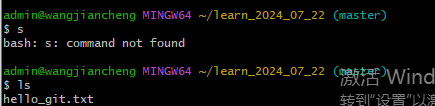 admin@wangjiancheng MINGW64 ~/learn_2024_07_22 (master)
$ s
bash: s: command not found
admin@wangjiancheng MINGW64 ~/learn_2024_07_22 (master)
$ ls
hello_git.txt
激活 Wind
转到"设置"以激